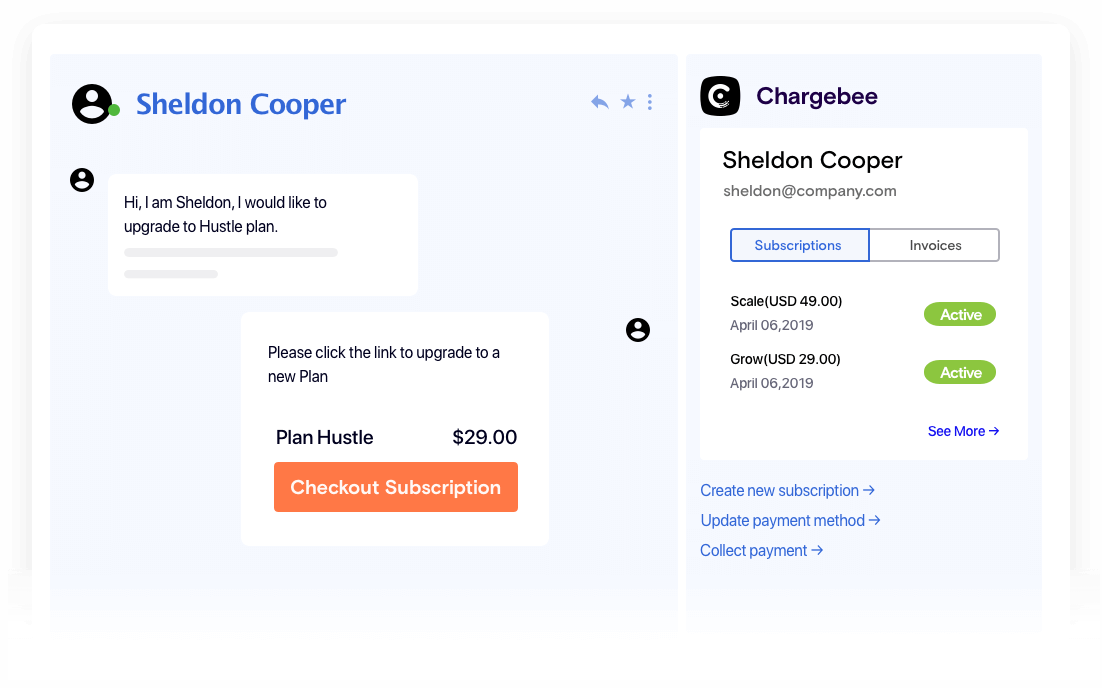 Sheldon Cooper
Hi, I am Sheldon, I would like to
upgrade to Hustle plan.
Please click the link to upgrade to a
new Plan
Plan Hustle $29.00
Checkout Subscription
Chargebee
Sheldon Cooper
sheldon@company.com
Subscriptions Invoices
Scale(USD 49.00)
Active
April 06,2019
Grow(USD 29.00)
Active
April 06,2019
See More →
Create new subscription →
Update payment method →
Collect payment →